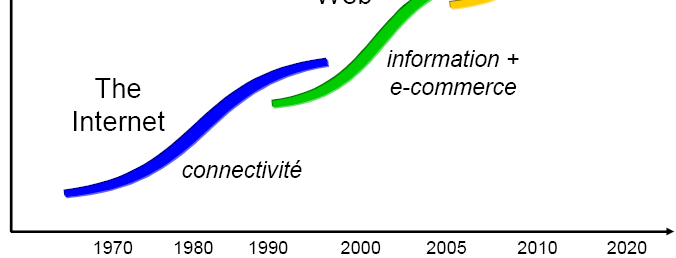 Web
The
Internet
information +
e-commerce
connectivité
1970 1980 1990 2000 2005 2010 2020